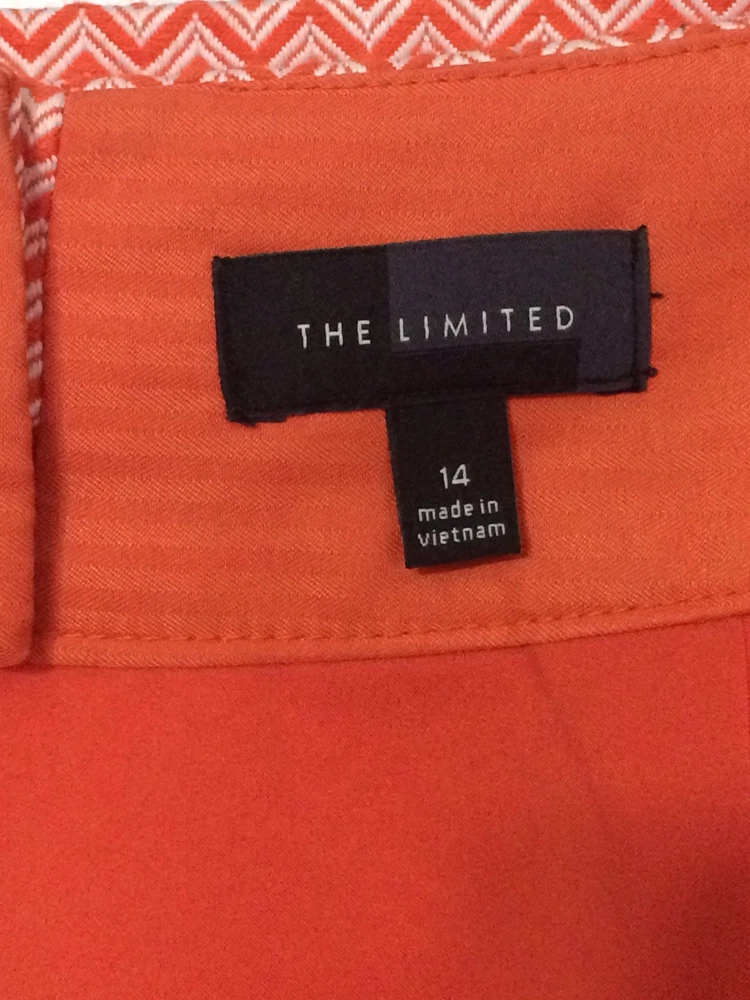 THE LIMITED
14
made in
vietnam